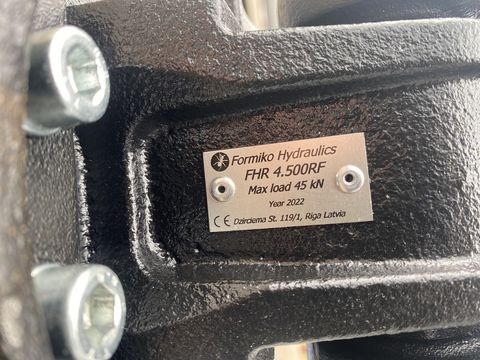 Formiko Hydraulics
FHR 4.500RF
Max load 45 kN
Year 2022
CE Dzirciema St. 119/1, Riga Latvia